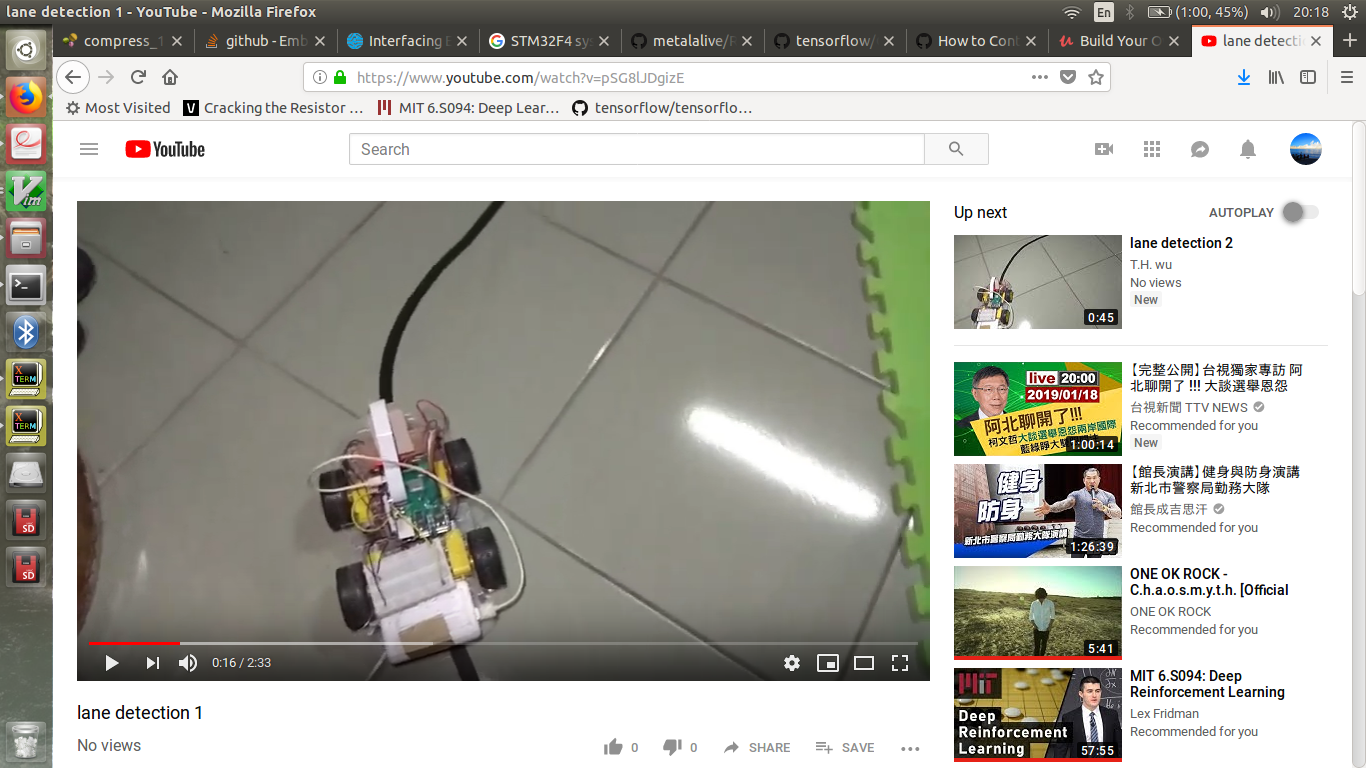 lane detection 1 - YouTube - Mozilla Firefox
En
(1:00, 45%)
20:18
compress_1
github - Emb
Interfacing
STM32F4 sy
metalalive/
tensorflow/
How to Con
Build Your O
lane detecti
https://www.youtube.com/watch?v=pSG8lJDgizE
Most Visited
Cracking the Resistor ...
MIT 6.S094: Deep Lear...
tensorflow/tensorflo...
YouTube
Search
Up next
AUTOPLAY
lane detection 2
T.H. wu
No views
New
0:45
live 20:00
2019/01/18
阿北聊開了!!!
柯文哲大談選舉恩怨兩岸國際
1:00:14
【完整公開】台視獨家專訪 阿
北聊開了 !!! 大談選舉恩怨
台視新聞 TTV NEWS
Recommended for you
New
健身
防身
新北市警察局勤務大隊演講
1:26:39
【館長演講】健身與防身演講
新北市警察局勤務大隊
館長成吉思汗
Recommended for you
5:41
ONE OK ROCK -
C.h.a.o.s.m.y.t.h. [Official
ONE OK ROCK
Recommended for you
MIT
Deep
Reinforcement
Learning
57:55
MIT 6.S094: Deep
Reinforcement Learning
Lex Fridman
Recommended for you
0:16 / 2:33
lane detection 1
No views
0
0
SHARE
SAVE
Vim
X
TERM
X
TERM
SD
SD